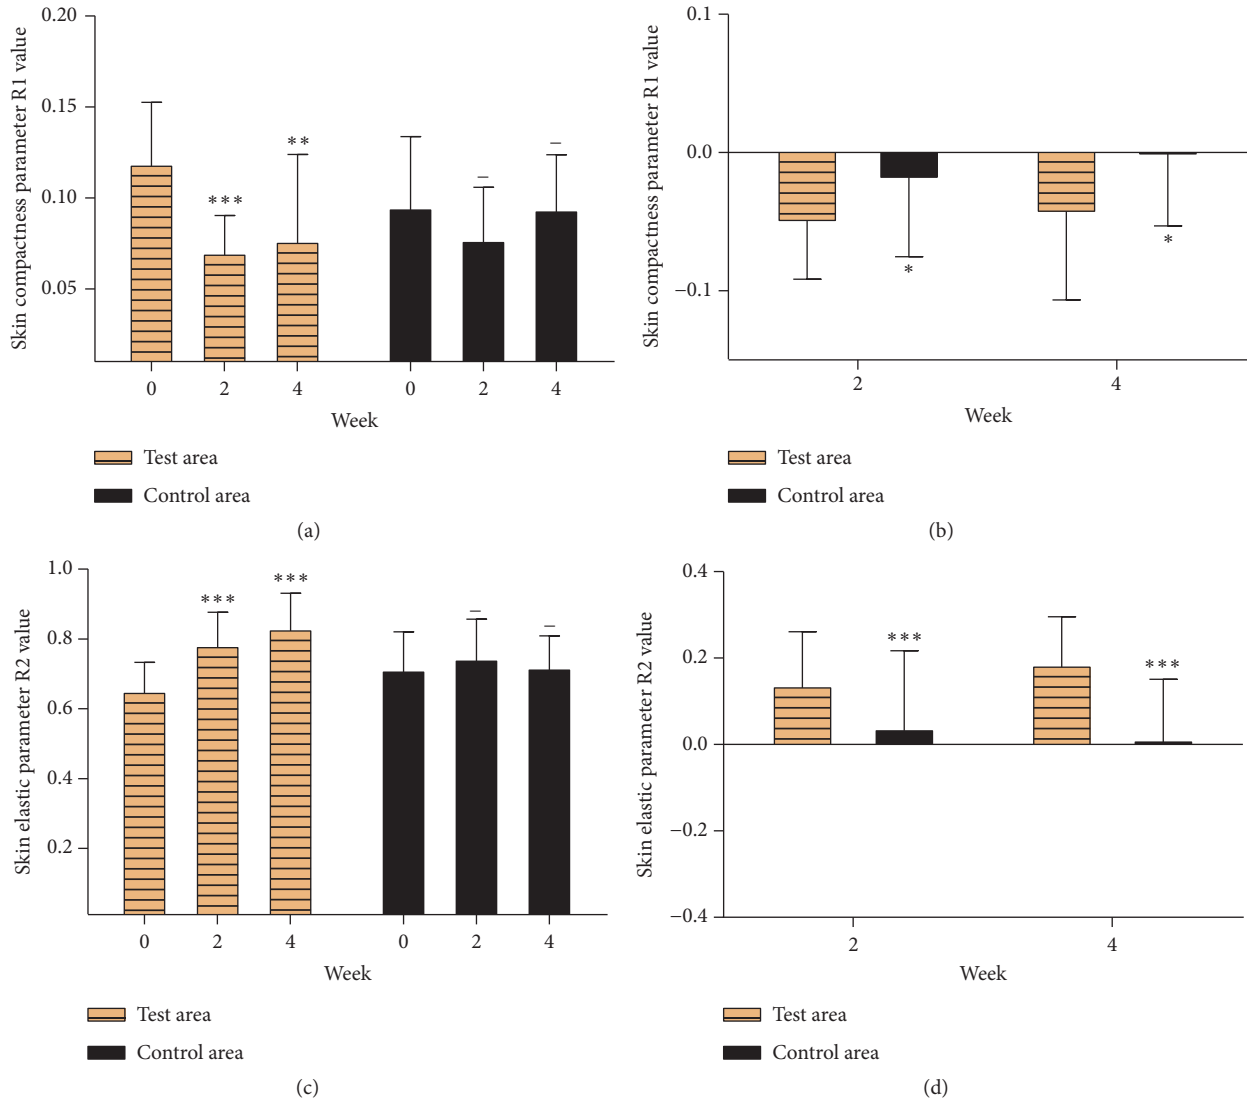 Skin compactness parameter R1 value
0.20
0.15
0.10
0.05
***
**
–
–
0 2 4 0 2 4
Week
Test area
Control area
(a)
Skin compactness parameter R1 value
0.1
0.0
−0.1
*
*
2 4
Week
Test area
Control area
(b)
Skin elastic parameter R2 value
1.0
0.8
0.6
0.4
0.2
***
***
–
–
0 2 4 0 2 4
Week
Test area
Control area
(c)
Skin elastic parameter R2 value
0.4
0.2
0.0
−0.2
−0.4
***
***
2 4
Week
Test area
Control area
(d)